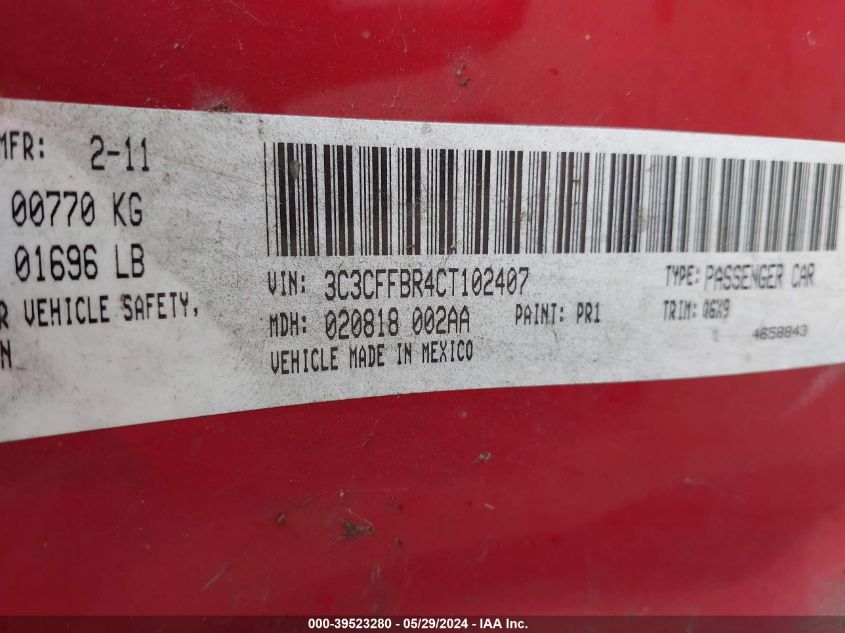 MFR: 2-11
00770 KG
01696 LB
R VEHICLE SAFETY,
N
VIN: 3C3CFFBR4CT102407 TYPE: PASSENGER CAR
MDH: 020818 002AA PAINT: PR1 TRIM: Q6X9
VEHICLE MADE IN MEXICO 4658843
000-39523280 - 05/29/2024 - IAA Inc.